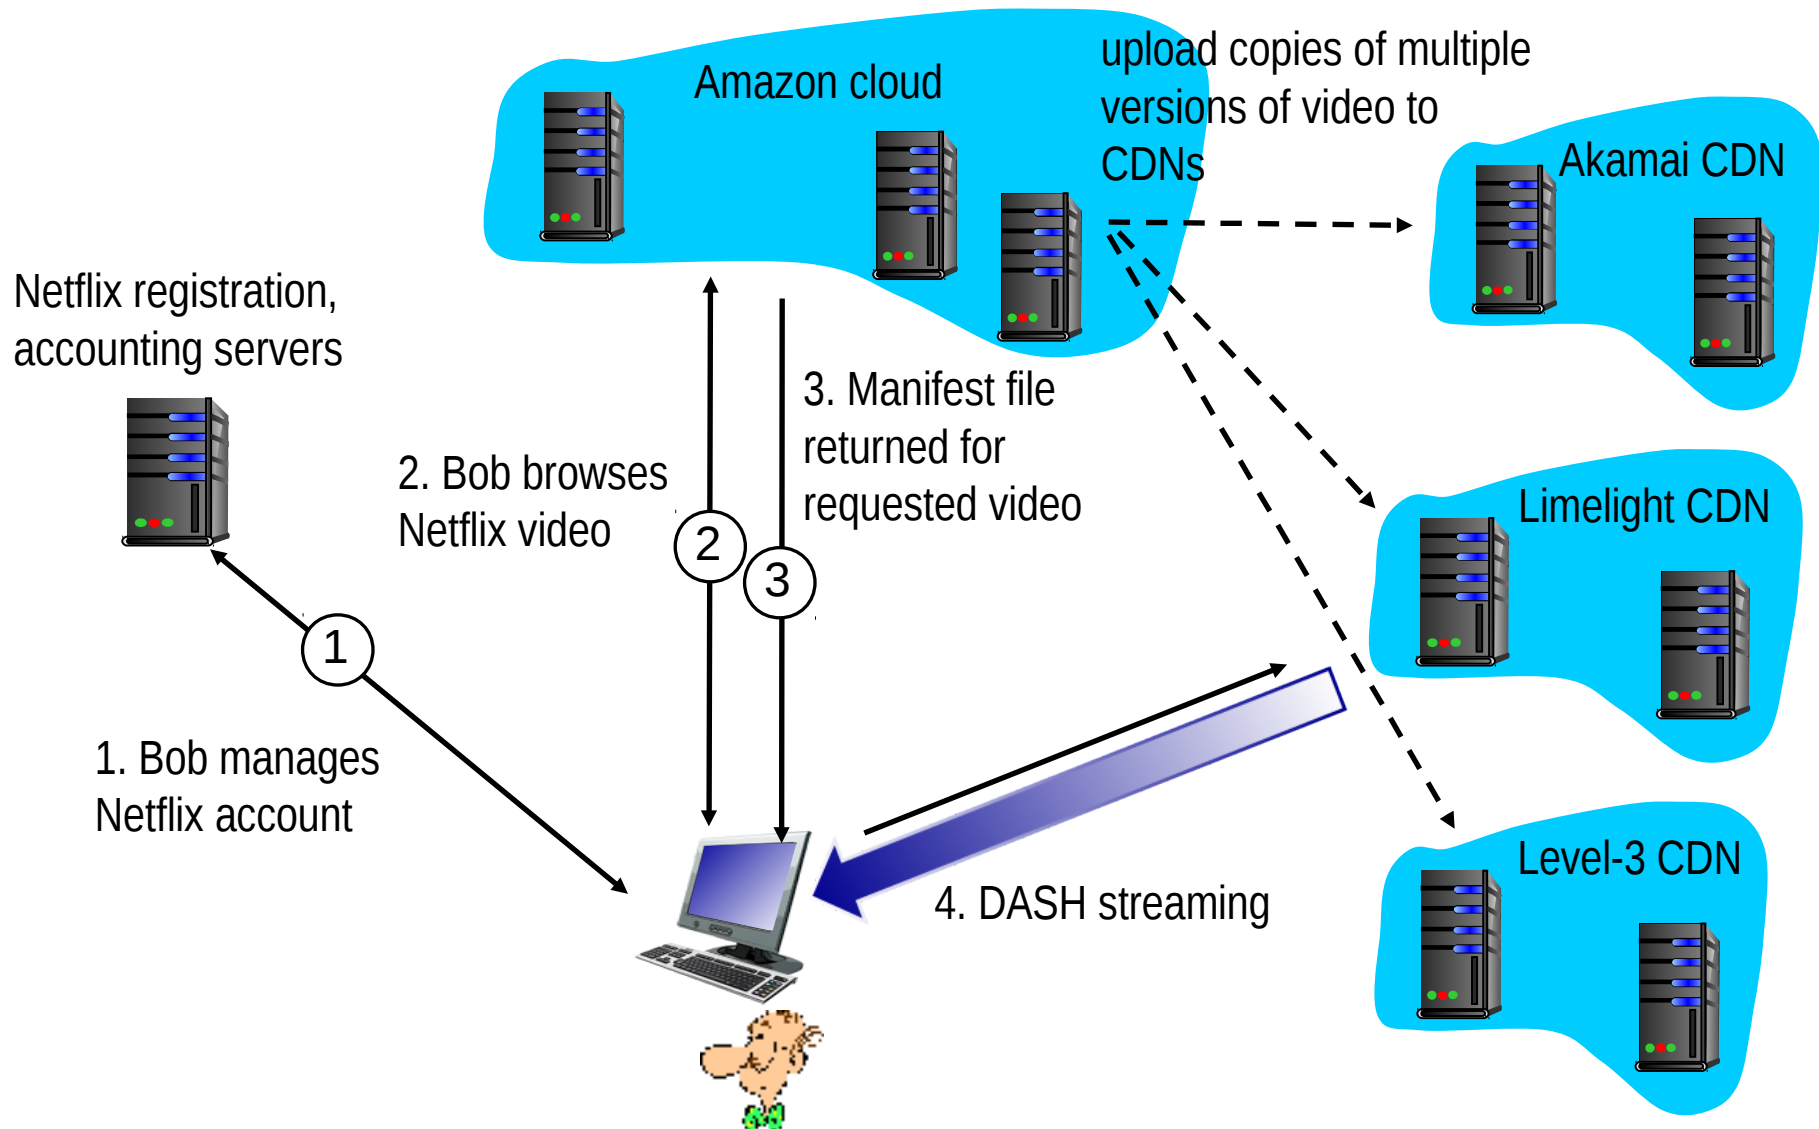 Amazon cloud
upload copies of multiple
versions of video to
CDNs
Akamai CDN
Netflix registration,
accounting servers
3. Manifest file
returned for
requested video
2. Bob browses
Netflix video
Limelight CDN
2
3
1
1. Bob manages
Netflix account
Level-3 CDN
4. DASH streaming